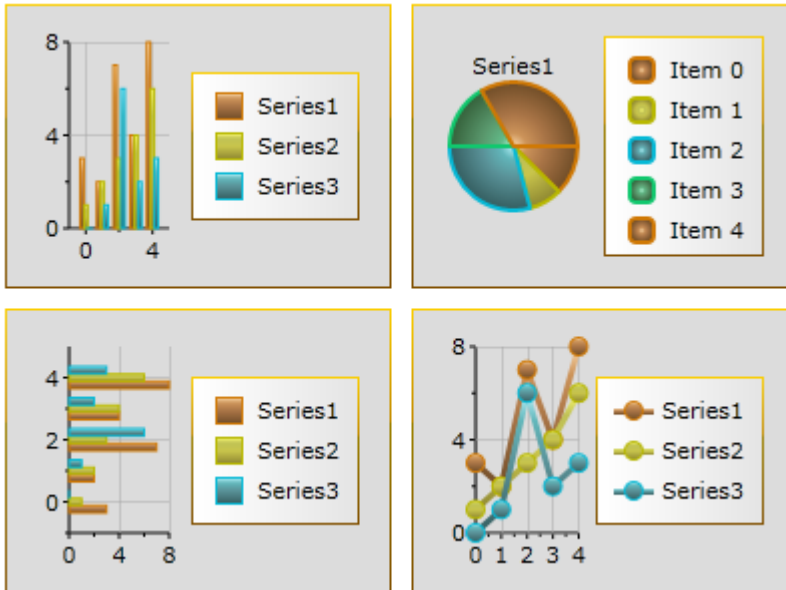 8
4
0
0 4
Series1
Series2
Series3
Series1
Item 0
Item 1
Item 2
Item 3
Item 4
4
2
0
0 4 8
Series1
Series2
Series3
8
4
0
0 1 2 3 4
Series1
Series2
Series3